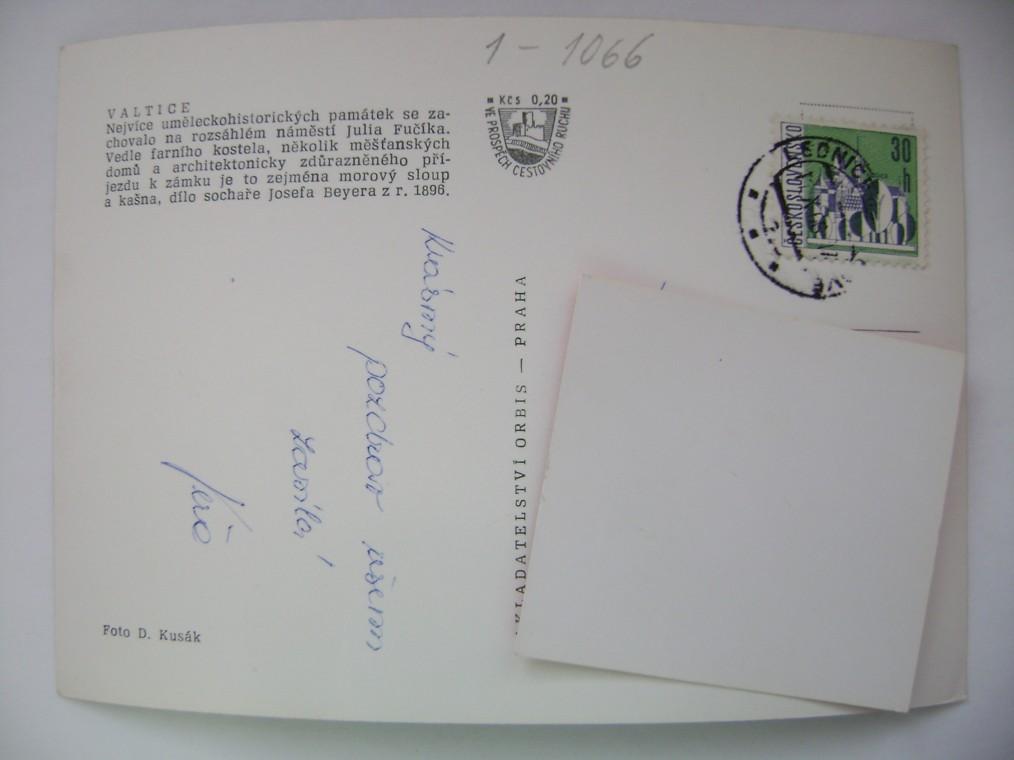 1 - 1066
VALTICE
Nejvíce uměleckohistorických památek se za-
chovalo na rozsáhlém náměstí Julia Fučíka.
Vedle farního kostela, několik měšťanských
domů a architektonicky zdůrazněného pří-
jezdu k zámku je to zejména morový sloup
a kašna, dílo sochaře Josefa Beyera z r. 1896.
Kčs 0,20
VE PROSPĚCH CESTOVNÍHO RUCHU
ČESKOSLOVENSKO
30
h
Krásný
pozdrav všem
zasílá
NAKLADATELSTVÍ ORBIS — PRAHA
Foto D. Kusák